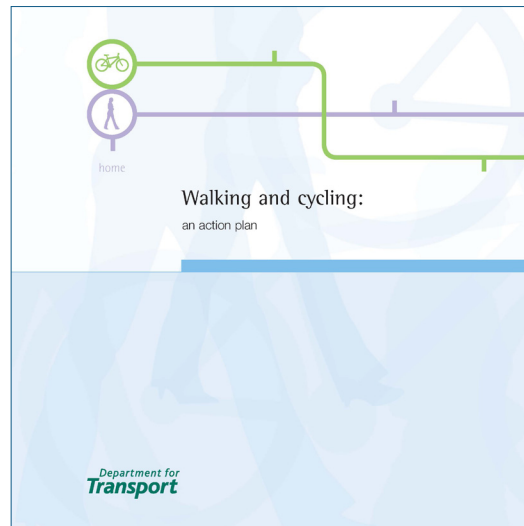 home
Walking and cycling:
an action plan
Department for
Transport